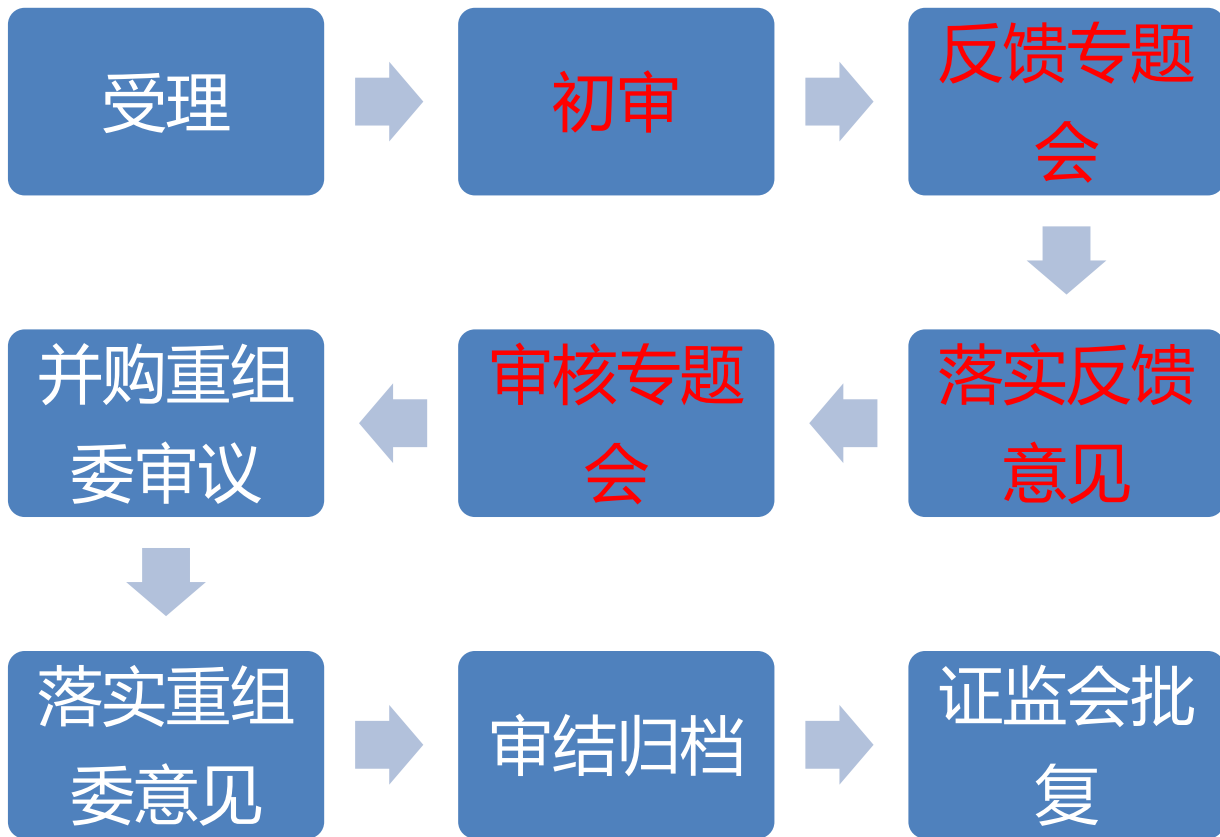 受理
初审
反馈专题
会
落实反馈
意见
审核专题
会
并购重组
委审议
落实重组
委意见
审结归档
证监会批
复